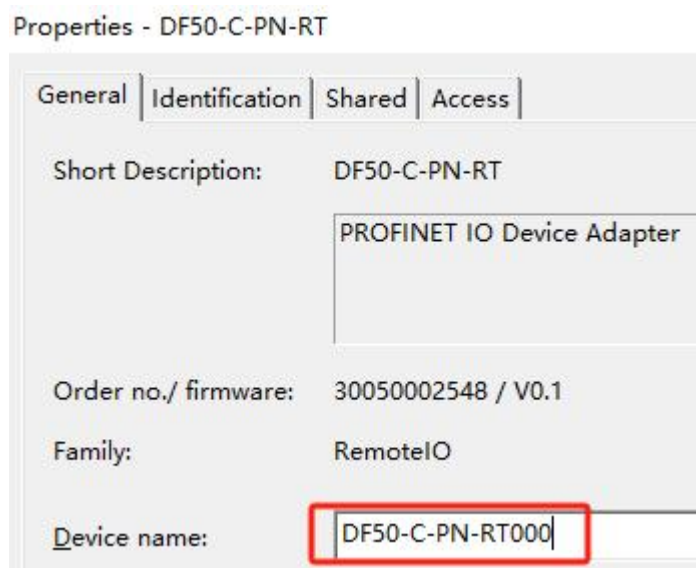 Properties - DF50-C-PN-RT
General Identification Shared Access
Short Description: DF50-C-PN-RT
PROFINET IO Device Adapter
Order no./ firmware: 30050002548 / V0.1
Family: RemoteIO
Device name: DF50-C-PN-RT000